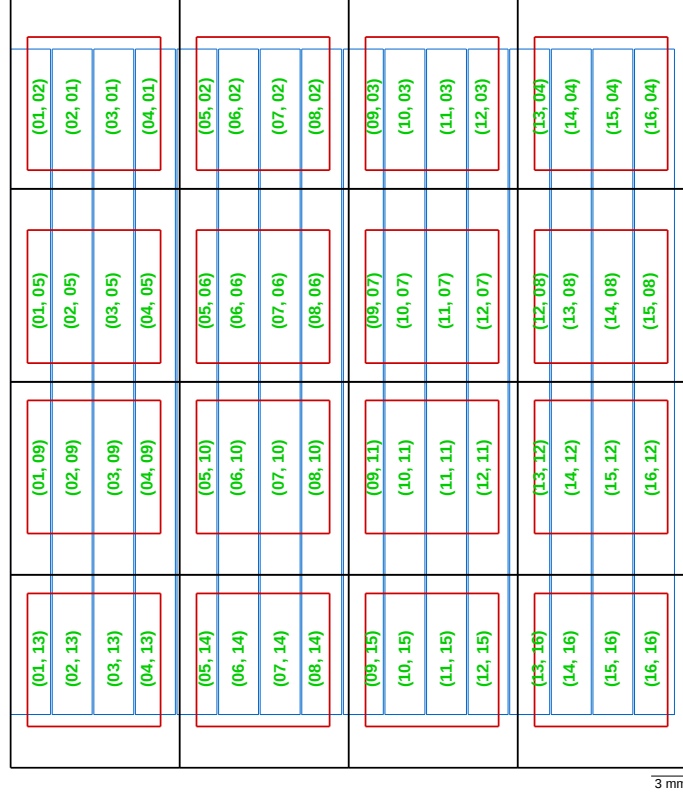 (01, 02) (02, 01) (03, 01) (04, 01) (05, 02) (06, 02) (07, 02) (08, 02) (09, 03) (10, 03) (11, 03) (12, 03) (13, 04) (14, 04) (15, 04) (16, 04)
(01, 05) (02, 05) (03, 05) (04, 05) (05, 06) (06, 06) (07, 06) (08, 06) (09, 07) (10, 07) (11, 07) (12, 07) (12, 08) (13, 08) (14, 08) (15, 08)
(01, 09) (02, 09) (03, 09) (04, 09) (05, 10) (06, 10) (07, 10) (08, 10) (09, 11) (10, 11) (11, 11) (12, 11) (13, 12) (14, 12) (15, 12) (16, 12)
(01, 13) (02, 13) (03, 13) (04, 13) (05, 14) (06, 14) (07, 14) (08, 14) (09, 15) (10, 15) (11, 15) (12, 15) (13, 16) (14, 16) (15, 16) (16, 16)
3 mm